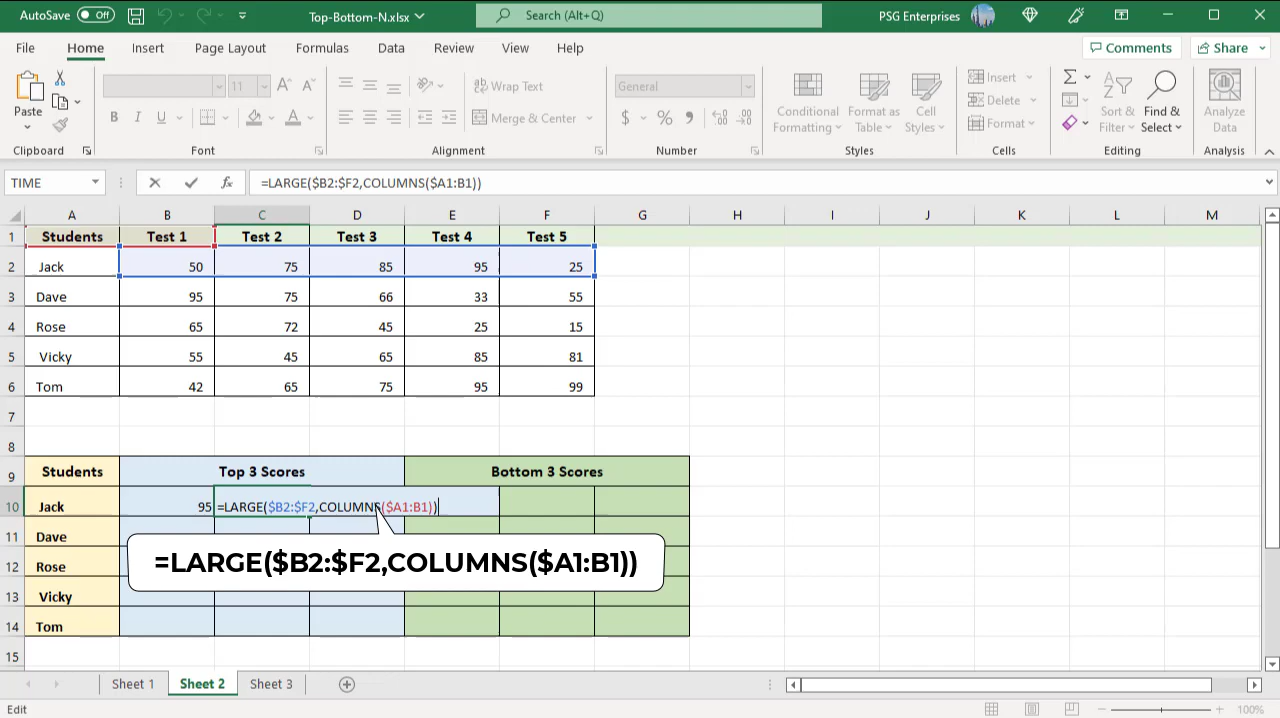 AutoSave Off Top-Bottom-N.xlsx Search (Alt+Q) PSG Enterprises
File Home Insert Page Layout Formulas Data Review View Help Comments Share
Paste 11 Wrap Text General Conditional Formatting Format as Table Cell Styles Insert Sort & Filter Find & Select Analyze Data
B I U A Merge & Center $ % Delete
Format
Clipboard Font Alignment Number Styles Cells Editing Analysis
TIME fx =LARGE($B2:$F2,COLUMNS($A1:B1))
A B C D E F G H I J K L M
1 Students Test 1 Test 2 Test 3 Test 4 Test 5
2 Jack 50 75 85 95 25
3 Dave 95 75 66 33 55
4 Rose 65 72 45 25 15
5 Vicky 55 45 65 85 81
6 Tom 42 65 75 95 99
7
8
9 Students Top 3 Scores Bottom 3 Scores
10 Jack 95 =LARGE($B2:$F2,COLUMNS($A1:B1))
11 Dave
=LARGE($B2:$F2,COLUMNS($A1:B1))
12 Rose
13 Vicky
14 Tom
15
Sheet 1 Sheet 2 Sheet 3
Edit 100%